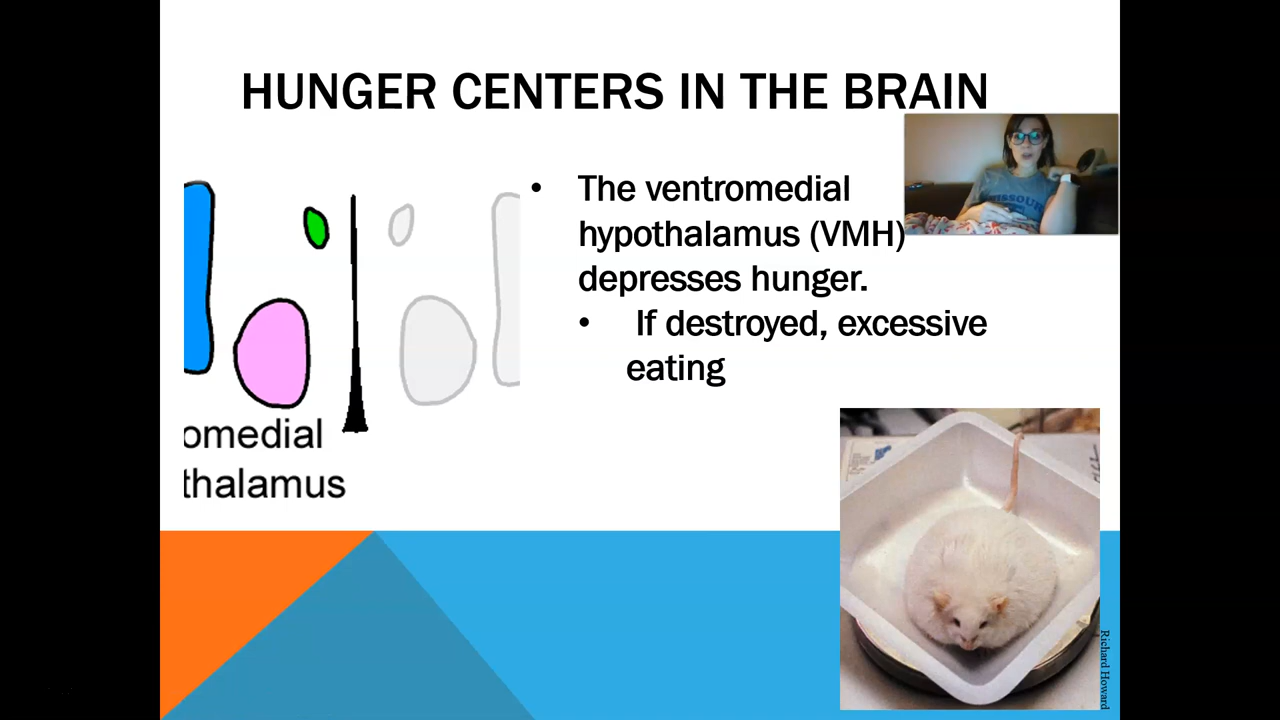 HUNGER CENTERS IN THE BRAIN
• The ventromedial
hypothalamus (VMH)
depresses hunger.
• If destroyed, excessive
eating
omedial
thalamus
MISSOURI
Richard Howard